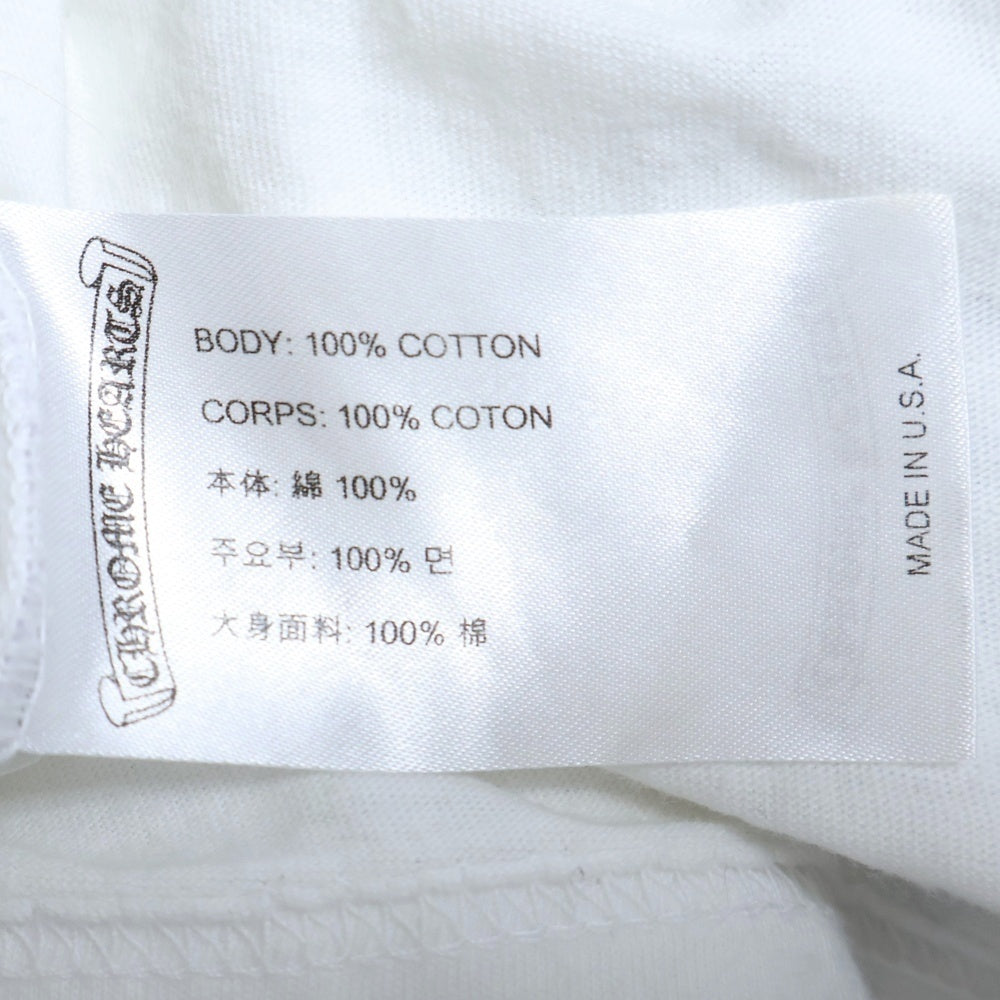 CHROME HEARTS
BODY: 100% COTTON
CORPS: 100% COTON
本体: 綿 100%
주요부: 100% 면
大身面料: 100% 棉
MADE IN U.S.A.